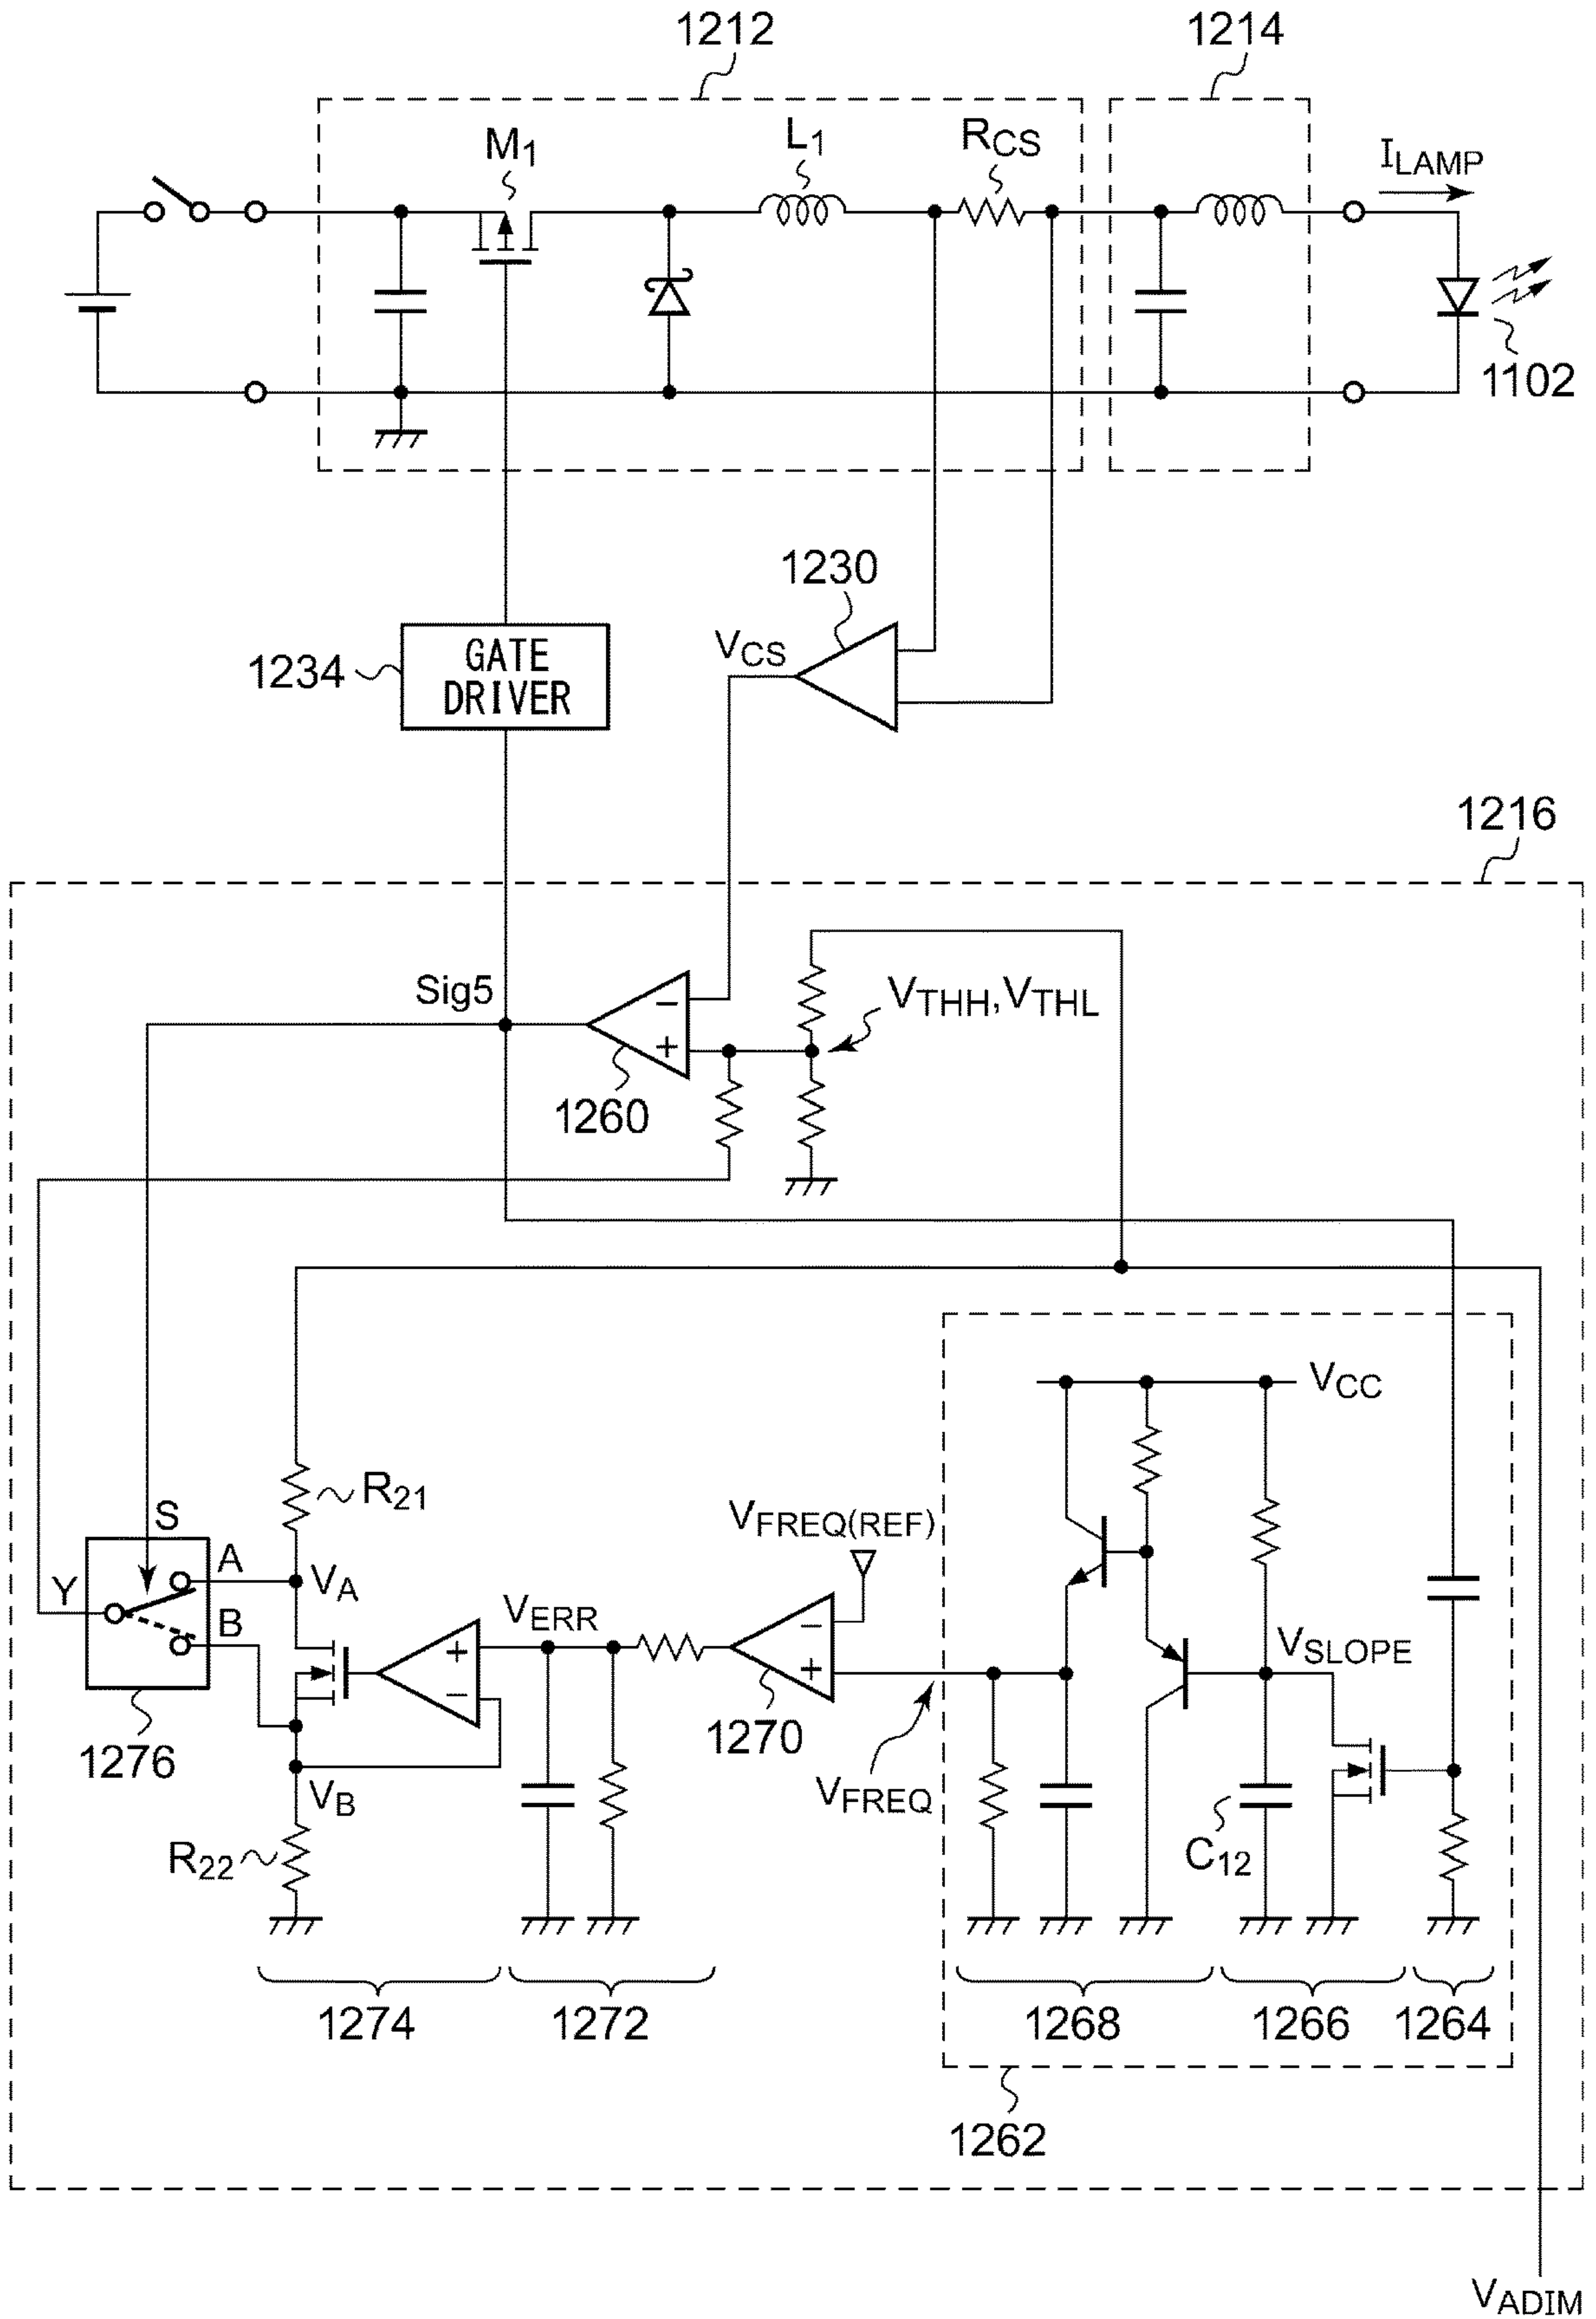 1212
1214
M1
L1
RCS
ILAMP
1102
1230
VCS
1234
GATE
DRIVER
1216
Sig5
VTHH, VTHL
−
+
1260
VCC
R21
VFREQ(REF)
S
A
VA
Y
B
VERR
VSLOPE
+
−
−
+
1270
1276
VB
VFREQ
R22
C12
1274
1272
1268
1266
1264
1262
VADIM